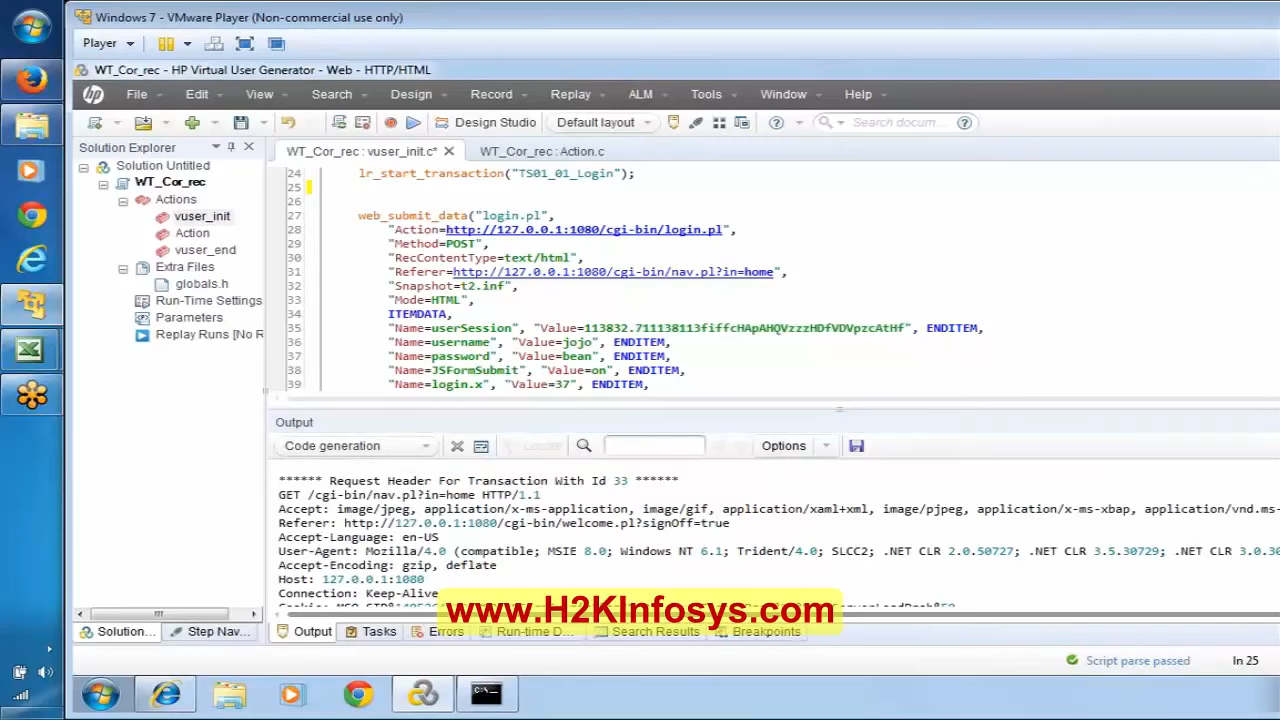 Windows 7 - VMware Player (Non-commercial use only)
Player
WT_Cor_rec - HP Virtual User Generator - Web - HTTP/HTML
File Edit View Search Design Record Replay ALM Tools Window Help
Design Studio Default layout Search docum
Solution Explorer
WT_Cor_rec : vuser_init.c* WT_Cor_rec : Action.c
Solution Untitled
WT_Cor_rec
Actions
vuser_init
Action
vuser_end
Extra Files
globals.h
Run-Time Settings
Parameters
Replay Runs [No R
24 lr_start_transaction("TS01_01_Login");
25
26
27 web_submit_data("login.pl",
28 "Action=http://127.0.0.1:1080/cgi-bin/login.pl",
29 "Method=POST",
30 "RecContentType=text/html",
31 "Referer=http://127.0.0.1:1080/cgi-bin/nav.pl?in=home",
32 "Snapshot=t2.inf",
33 "Mode=HTML",
34 ITEMDATA,
35 "Name=userSession", "Value=113832.711138113fiffcHApAHQVzzzHDfVDVpzcAtHf", ENDITEM,
36 "Name=username", "Value=jojo", ENDITEM,
37 "Name=password", "Value=bean", ENDITEM,
38 "Name=JSFormSubmit", "Value=on", ENDITEM,
39 "Name=login.x", "Value=37", ENDITEM,
Output
Code generation Locate Options
****** Request Header For Transaction With Id 33 ******
GET /cgi-bin/nav.pl?in=home HTTP/1.1
Accept: image/jpeg, application/x-ms-application, image/gif, application/xaml+xml, image/pjpeg, application/x-ms-xbap, application/vnd.ms
Referer: http://127.0.0.1:1080/cgi-bin/welcome.pl?signOff=true
Accept-Language: en-US
User-Agent: Mozilla/4.0 (compatible; MSIE 8.0; Windows NT 6.1; Trident/4.0; SLCC2; .NET CLR 2.0.50727; .NET CLR 3.5.30729; .NET CLR 3.0.30
Accept-Encoding: gzip, deflate
Host: 127.0.0.1:1080
Connection: Keep-Alive
www.H2KInfosys.com
Solution... Step Nav... Output Tasks Errors Run-time D... Search Results Breakpoints
Script parse passed ln 25